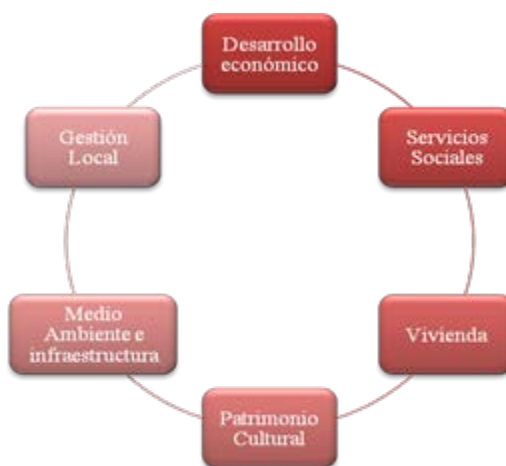 Desarrollo
económico
Servicios
Sociales
Vivienda
Patrimonio
Cultural
Medio
Ambiente e
infraestructura
Gestión
Local